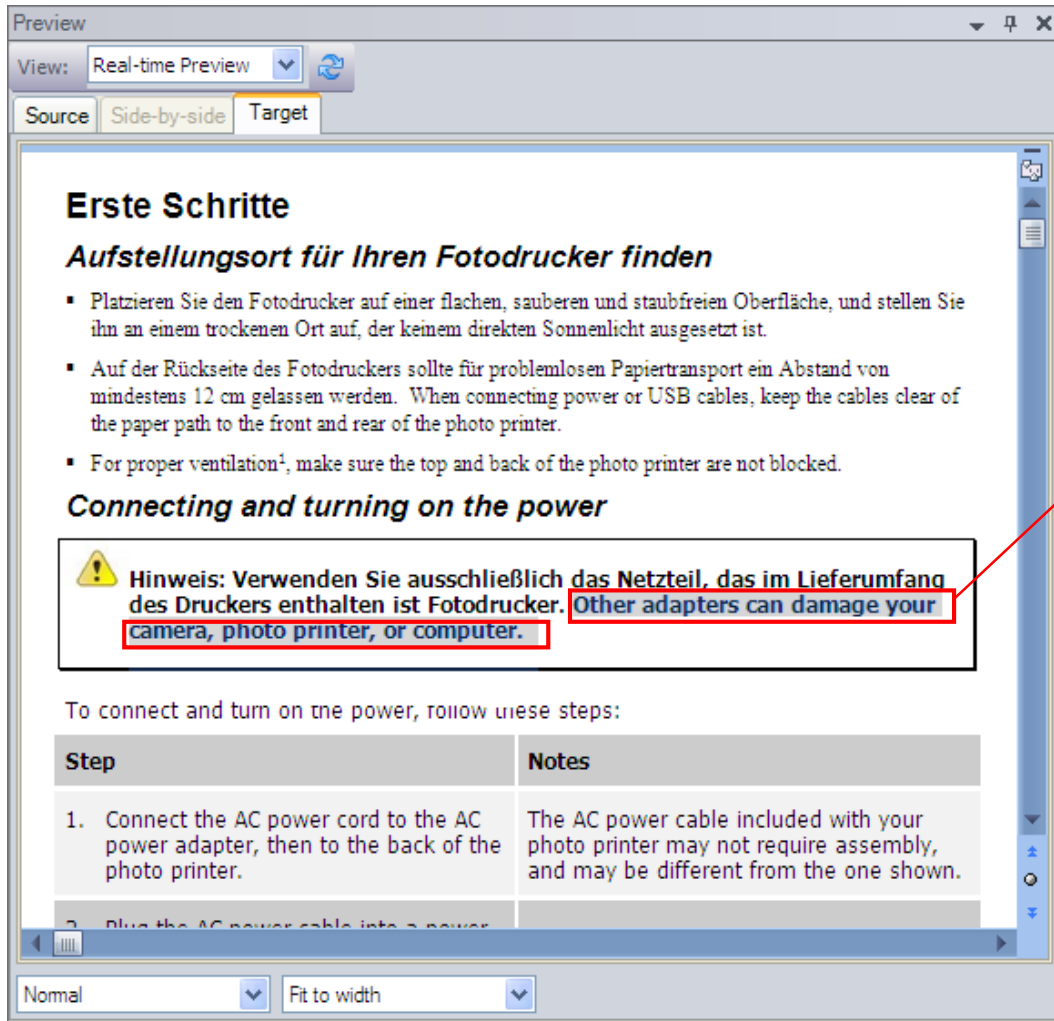 Preview
View: Real-time Preview
Source Side-by-side Target
Erste Schritte
Aufstellungsort für Ihren Fotodrucker finden
▪ Platzieren Sie den Fotodrucker auf einer flachen, sauberen und staubfreien Oberfläche, und stellen Sie
ihn an einem trockenen Ort auf, der keinem direkten Sonnenlicht ausgesetzt ist.
▪ Auf der Rückseite des Fotodruckers sollte für problemlosen Papiertransport ein Abstand von
mindestens 12 cm gelassen werden. When connecting power or USB cables, keep the cables clear of
the paper path to the front and rear of the photo printer.
▪ For proper ventilation¹, make sure the top and back of the photo printer are not blocked.
Connecting and turning on the power
Hinweis: Verwenden Sie ausschließlich das Netzteil, das im Lieferumfang
des Druckers enthalten ist Fotodrucker. Other adapters can damage your
camera, photo printer, or computer.
To connect and turn on the power, follow these steps:
Step Notes
1. Connect the AC power cord to the AC
power adapter, then to the back of the
photo printer.
The AC power cable included with your
photo printer may not require assembly,
and may be different from the one shown.
2. Plug the AC power cable into a power
Normal Fit to width